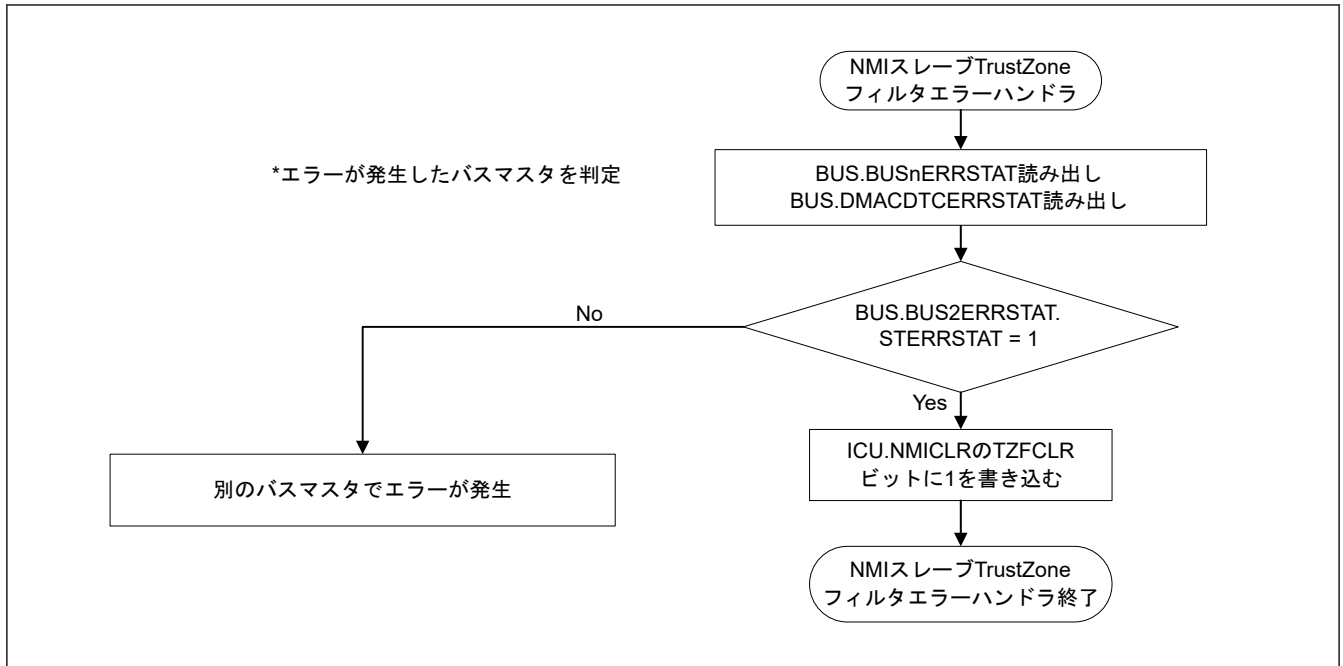 NMIスレーブTrustZone
フィルタエラーハンドラ
*エラーが発生したバスマスタを判定
BUS.BUSnERRSTAT読み出し
BUS.DMACDTCERRSTAT読み出し
BUS.BUS2ERRSTAT.
STERRSTAT = 1
No
Yes
ICU.NMICLRのTZFCLR
ビットに1を書き込む
別のバスマスタでエラーが発生
NMIスレーブTrustZone
フィルタエラーハンドラ終了